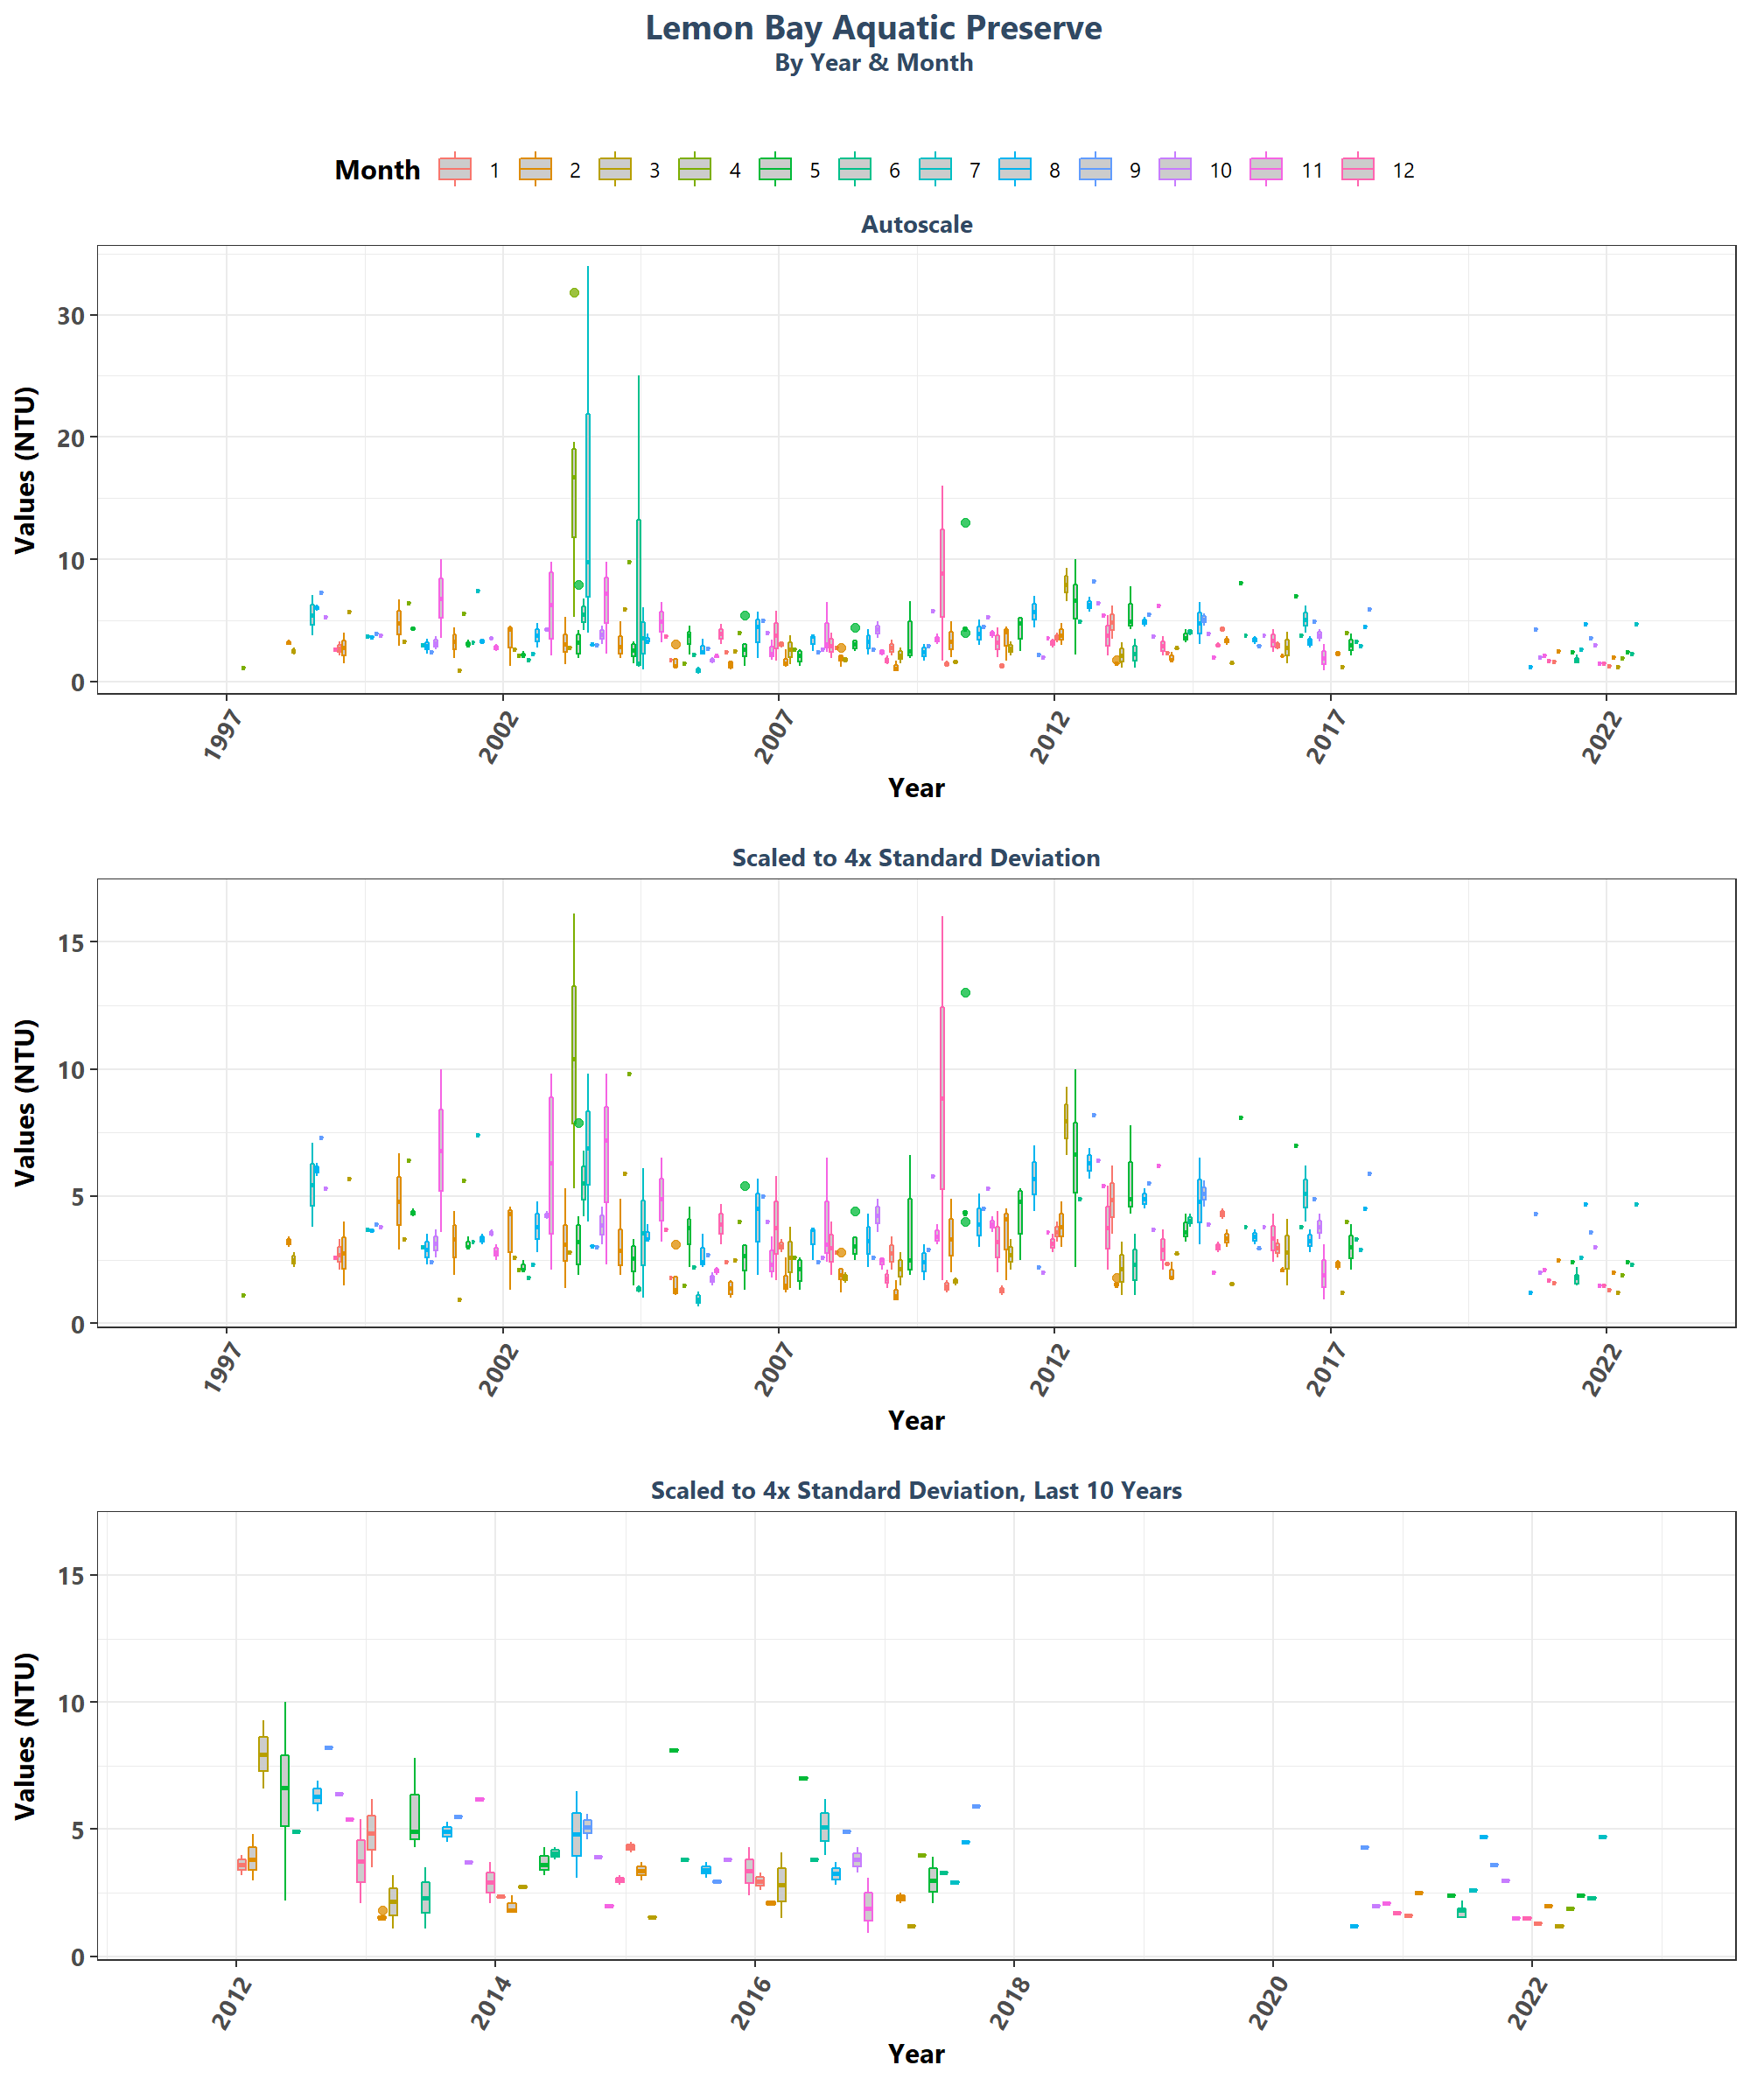 Lemon Bay Aquatic Preserve
By Year & Month
Month 1 2 3 4 5 6 7 8 9 10 11 12
Autoscale
Values (NTU)
30
20
10
0
1997 2002 2007 2012 2017 2022
Year
Scaled to 4x Standard Deviation
Values (NTU)
15
10
5
0
1997 2002 2007 2012 2017 2022
Year
Scaled to 4x Standard Deviation, Last 10 Years
Values (NTU)
15
10
5
0
2012 2014 2016 2018 2020 2022
Year